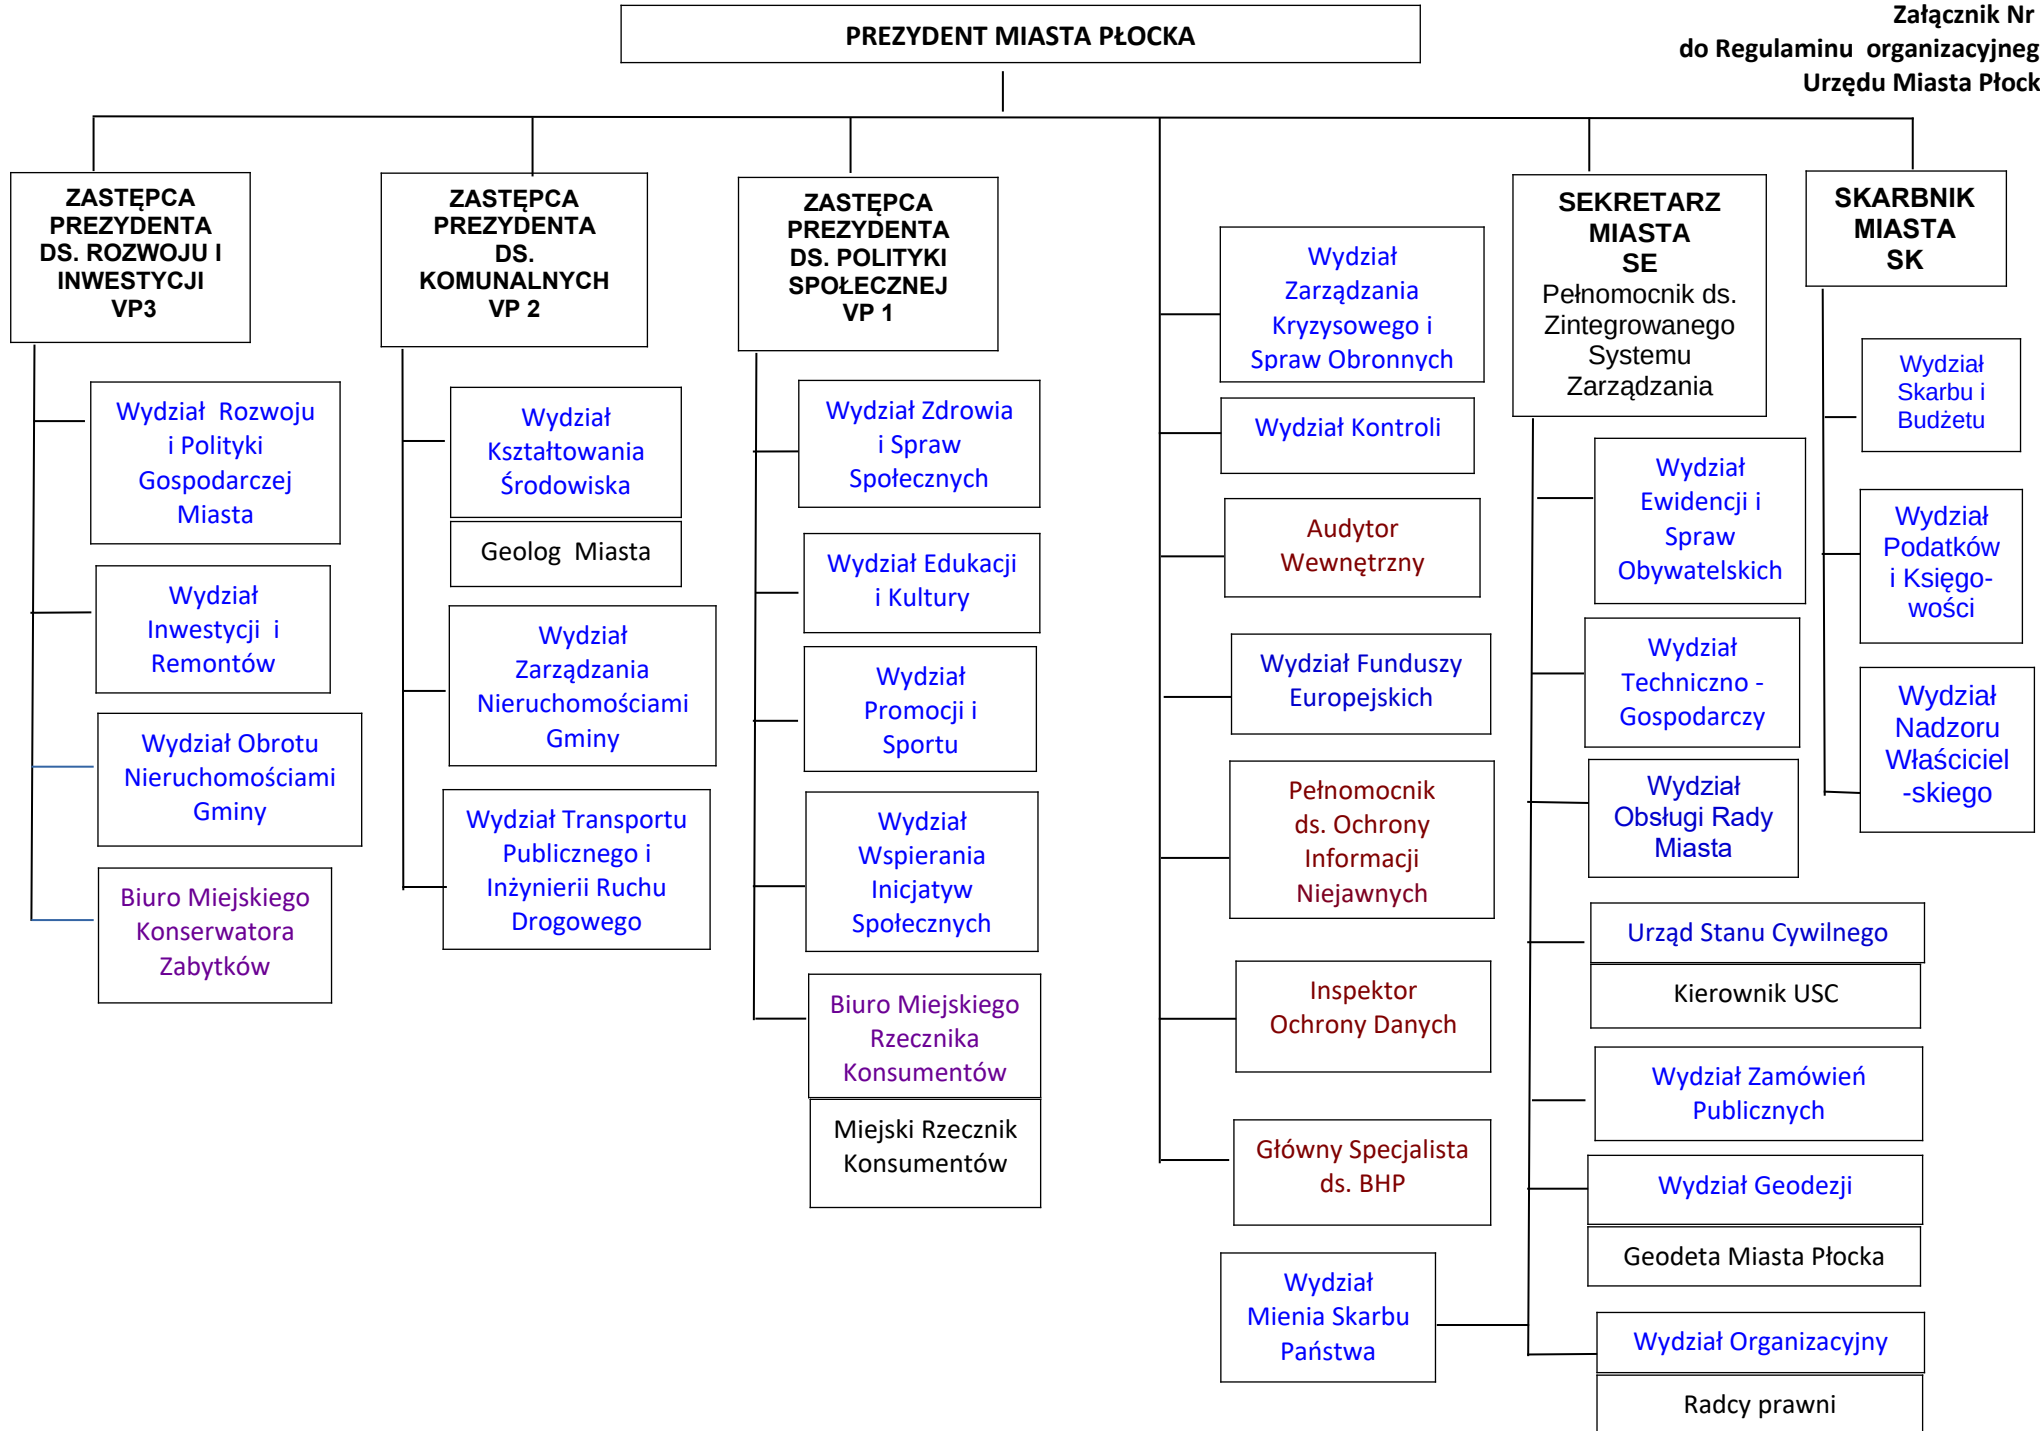 Załącznik Nr
do Regulaminu organizacyjneg
Urzędu Miasta Płock
PREZYDENT MIASTA PŁOCKA
ZASTĘPCA
PREZYDENTA
DS. ROZWOJU I
INWESTYCJI
VP3
Wydział Rozwoju
i Polityki
Gospodarczej
Miasta
Wydział
Inwestycji i
Remontów
Wydział Obrotu
Nieruchomościami
Gminy
Biuro Miejskiego
Konserwatora
Zabytków
ZASTĘPCA
PREZYDENTA
DS.
KOMUNALNYCH
VP 2
Wydział
Kształtowania
Środowiska
Geolog Miasta
Wydział
Zarządzania
Nieruchomościami
Gminy
Wydział Transportu
Publicznego i
Inżynierii Ruchu
Drogowego
ZASTĘPCA
PREZYDENTA
DS. POLITYKI
SPOŁECZNEJ
VP 1
Wydział Zdrowia
i Spraw
Społecznych
Wydział Edukacji
i Kultury
Wydział
Promocji i
Sportu
Wydział
Wspierania
Inicjatyw
Społecznych
Biuro Miejskiego
Rzecznika
Konsumentów
Miejski Rzecznik
Konsumentów
Wydział
Zarządzania
Kryzysowego i
Spraw Obronnych
Wydział Kontroli
Audytor
Wewnętrzny
Wydział Funduszy
Europejskich
Pełnomocnik
ds. Ochrony
Informacji
Niejawnych
Inspektor
Ochrony Danych
Główny Specjalista
ds. BHP
Wydział
Mienia Skarbu
Państwa
SEKRETARZ
MIASTA
SE
Pełnomocnik ds.
Zintegrowanego
Systemu
Zarządzania
Wydział
Ewidencji i
Spraw
Obywatelskich
Wydział
Techniczno -
Gospodarczy
Wydział
Obsługi Rady
Miasta
Urząd Stanu Cywilnego
Kierownik USC
Wydział Zamówień
Publicznych
Wydział Geodezji
Geodeta Miasta Płocka
Wydział Organizacyjny
Radcy prawni
SKARBNIK
MIASTA
SK
Wydział
Skarbu i
Budżetu
Wydział
Podatków
i Księgo-
wości
Wydział
Nadzoru
Właściciel
-skiego